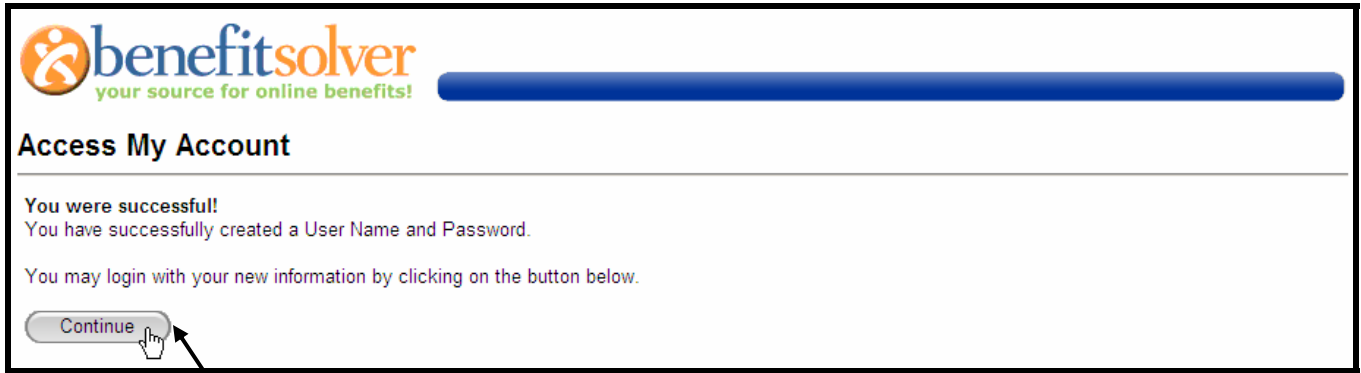 benefitsolver
your source for online benefits!
Access My Account
You were successful!
You have successfully created a User Name and Password.
You may login with your new information by clicking on the button below.
Continue